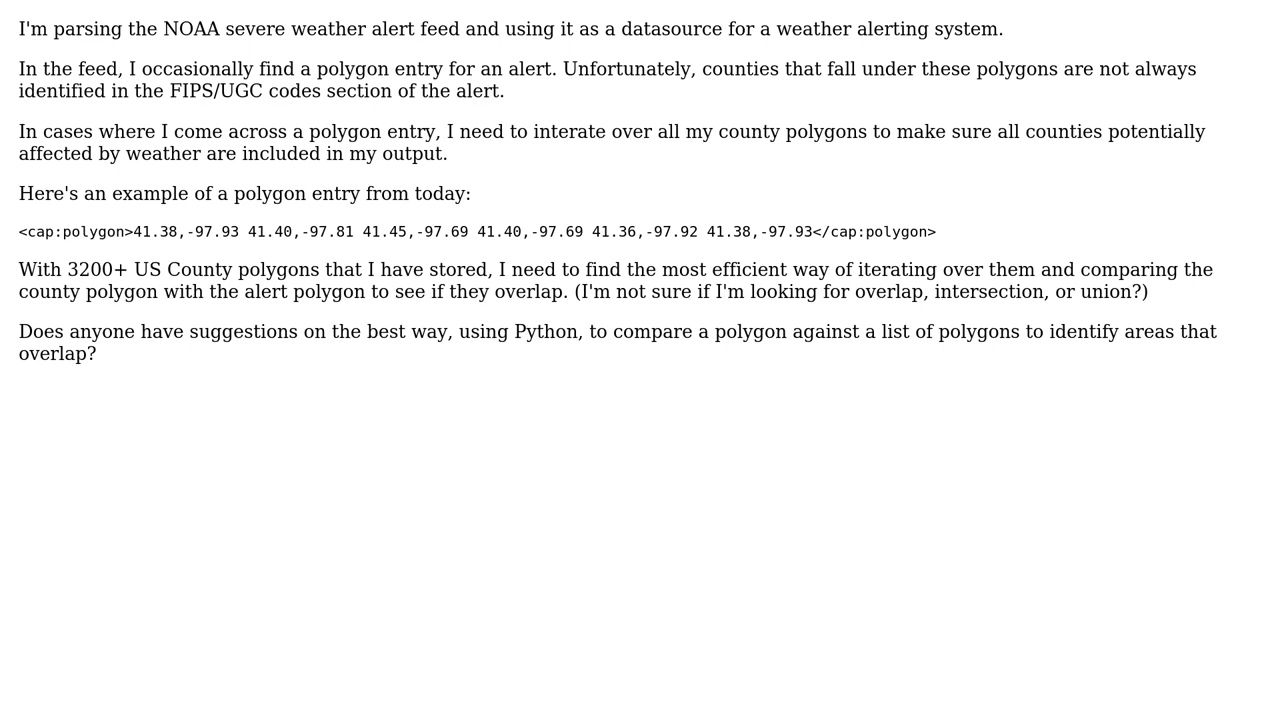 I'm parsing the NOAA severe weather alert feed and using it as a datasource for a weather alerting system.
In the feed, I occasionally find a polygon entry for an alert. Unfortunately, counties that fall under these polygons are not always
identified in the FIPS/UGC codes section of the alert.
In cases where I come across a polygon entry, I need to interate over all my county polygons to make sure all counties potentially
affected by weather are included in my output.
Here's an example of a polygon entry from today:
<cap:polygon>41.38,-97.93 41.40,-97.81 41.45,-97.69 41.40,-97.69 41.36,-97.92 41.38,-97.93</cap:polygon>
With 3200+ US County polygons that I have stored, I need to find the most efficient way of iterating over them and comparing the
county polygon with the alert polygon to see if they overlap. (I'm not sure if I'm looking for overlap, intersection, or union?)
Does anyone have suggestions on the best way, using Python, to compare a polygon against a list of polygons to identify areas that
overlap?